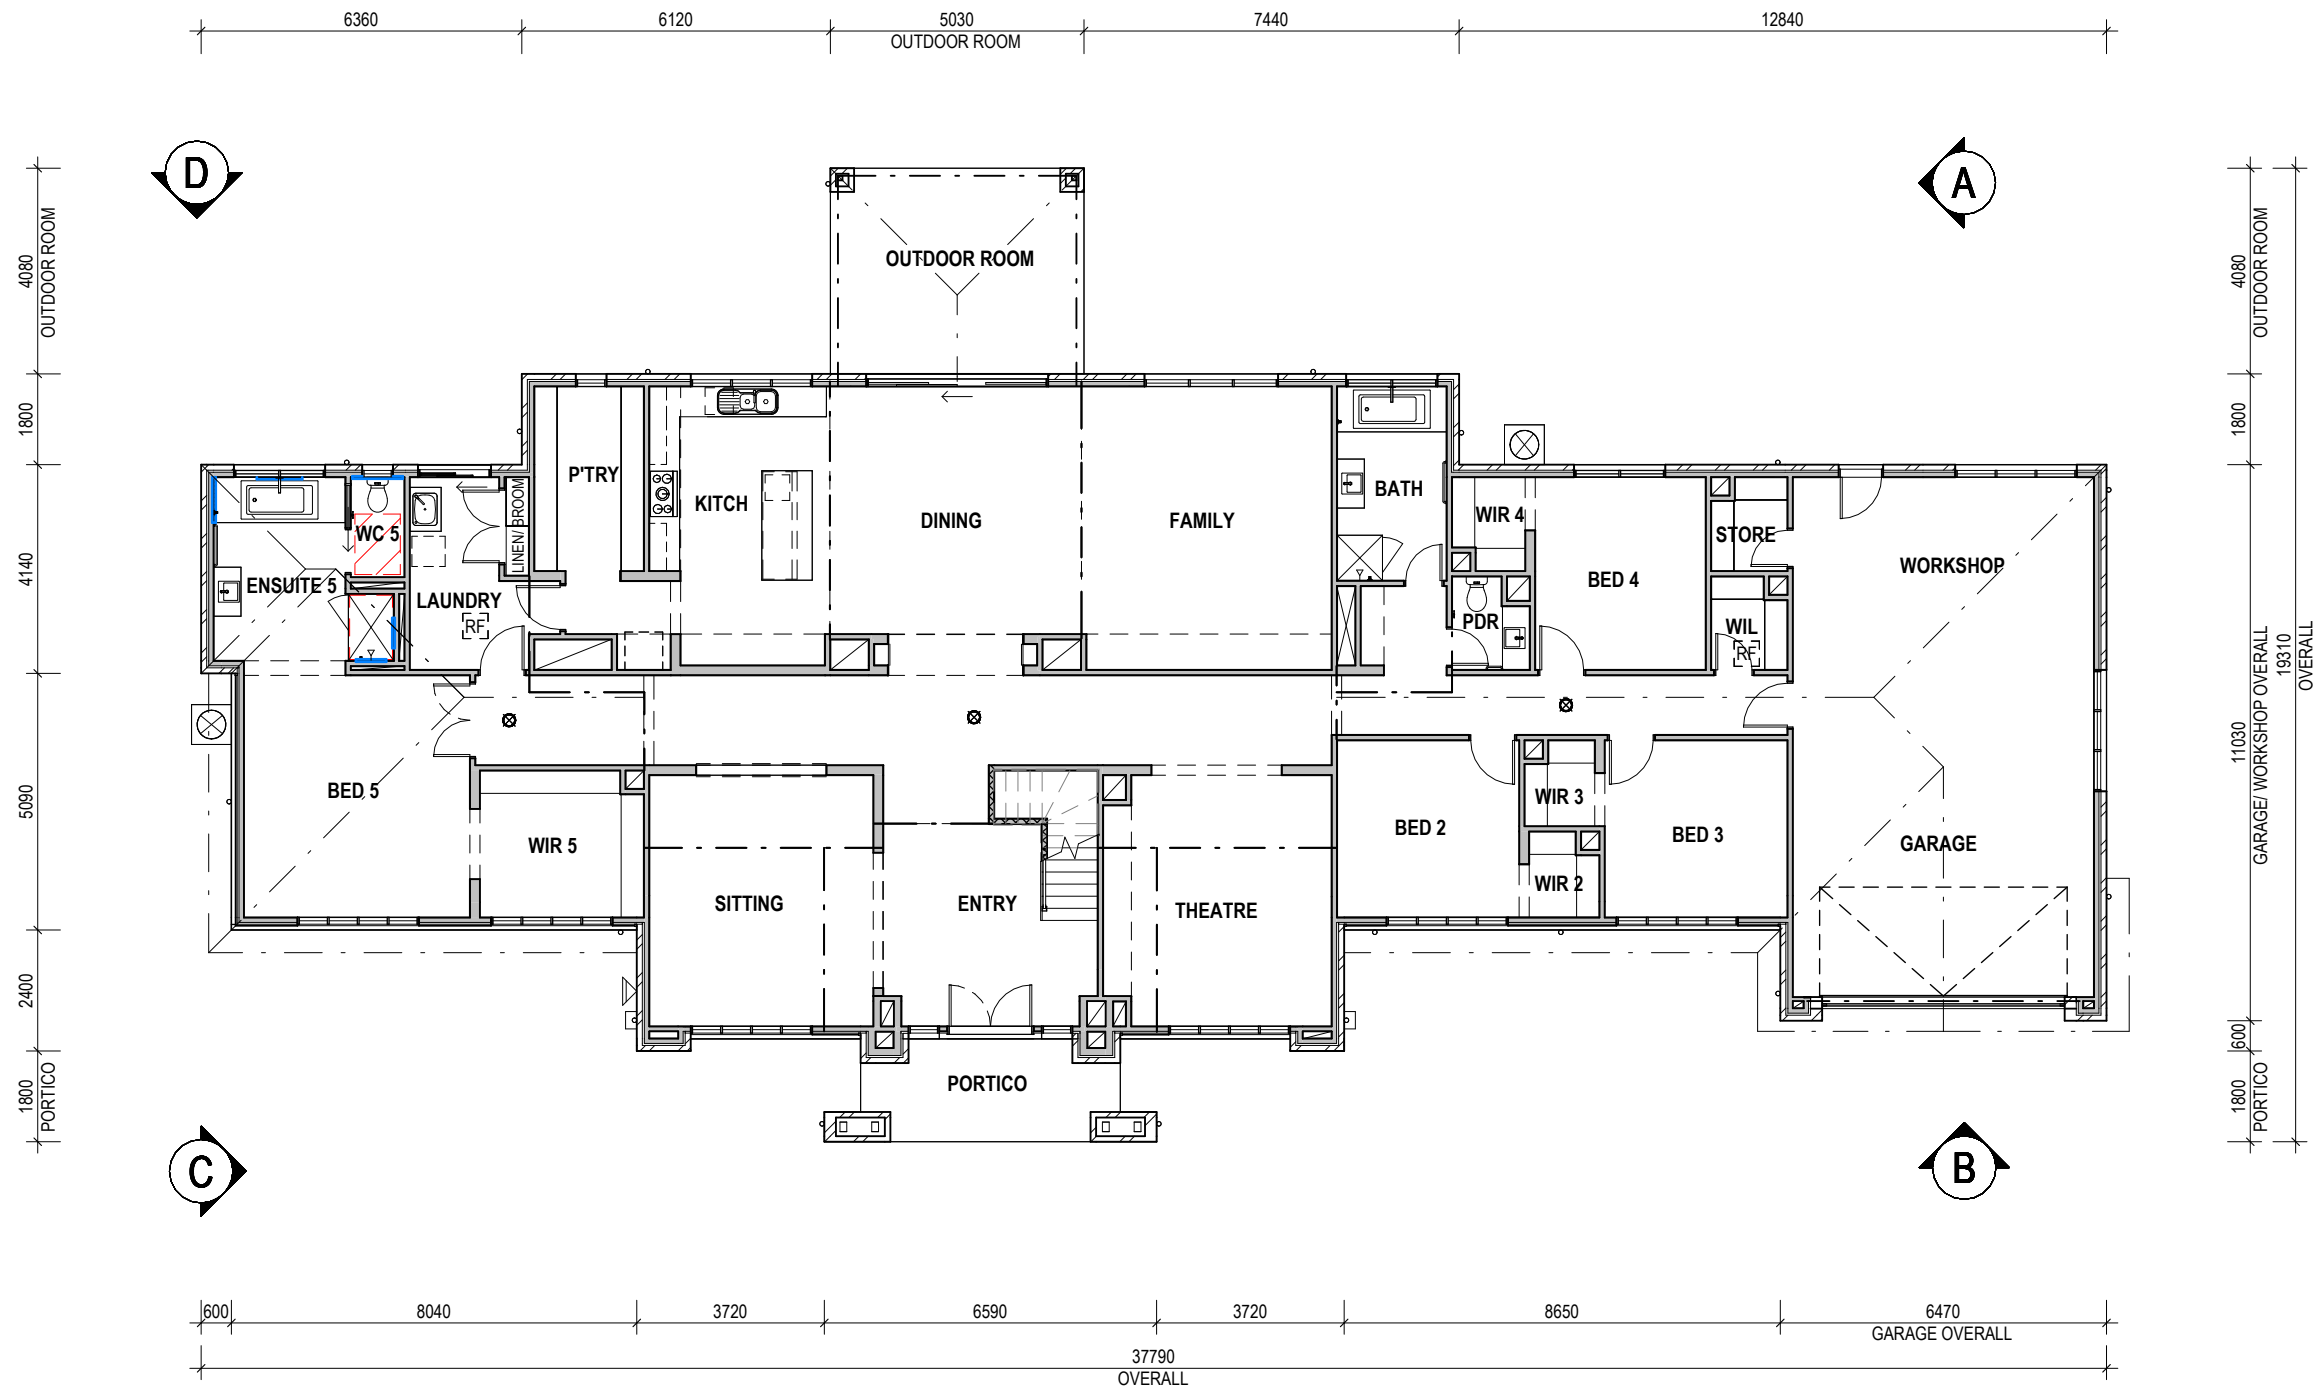 6360
6120
5030
7440
12840
OUTDOOR ROOM
D
A
4080
OUTDOOR ROOM
4080
OUTDOOR ROOM
OUTDOOR ROOM
1800
1800
P'TRY
KITCH
DINING
FAMILY
BATH
WIR 4
STORE
WORKSHOP
WC 5
LINEN/ BROOM
4140
ENSUITE 5
LAUNDRY
RF
BED 4
PDR
WIL
RF
11030
GARAGE/ WORKSHOP OVERALL
19310
OVERALL
5090
BED 5
WIR 5
WIR 3
BED 2
BED 3
GARAGE
WIR 2
SITTING
ENTRY
THEATRE
2400
600
1800
PORTICO
PORTICO
1800
PORTICO
C
B
600
8040
3720
6590
3720
8650
6470
GARAGE OVERALL
37790
OVERALL